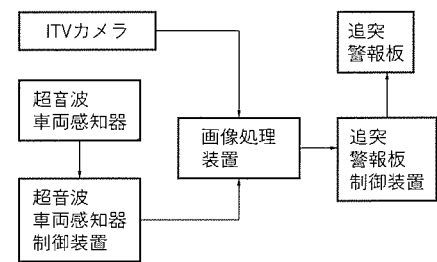 ITVカメラ
超音波
車両感知器
超音波
車両感知器
制御装置
画像処理
装置
追突
警報板
追突
警報板
制御装置